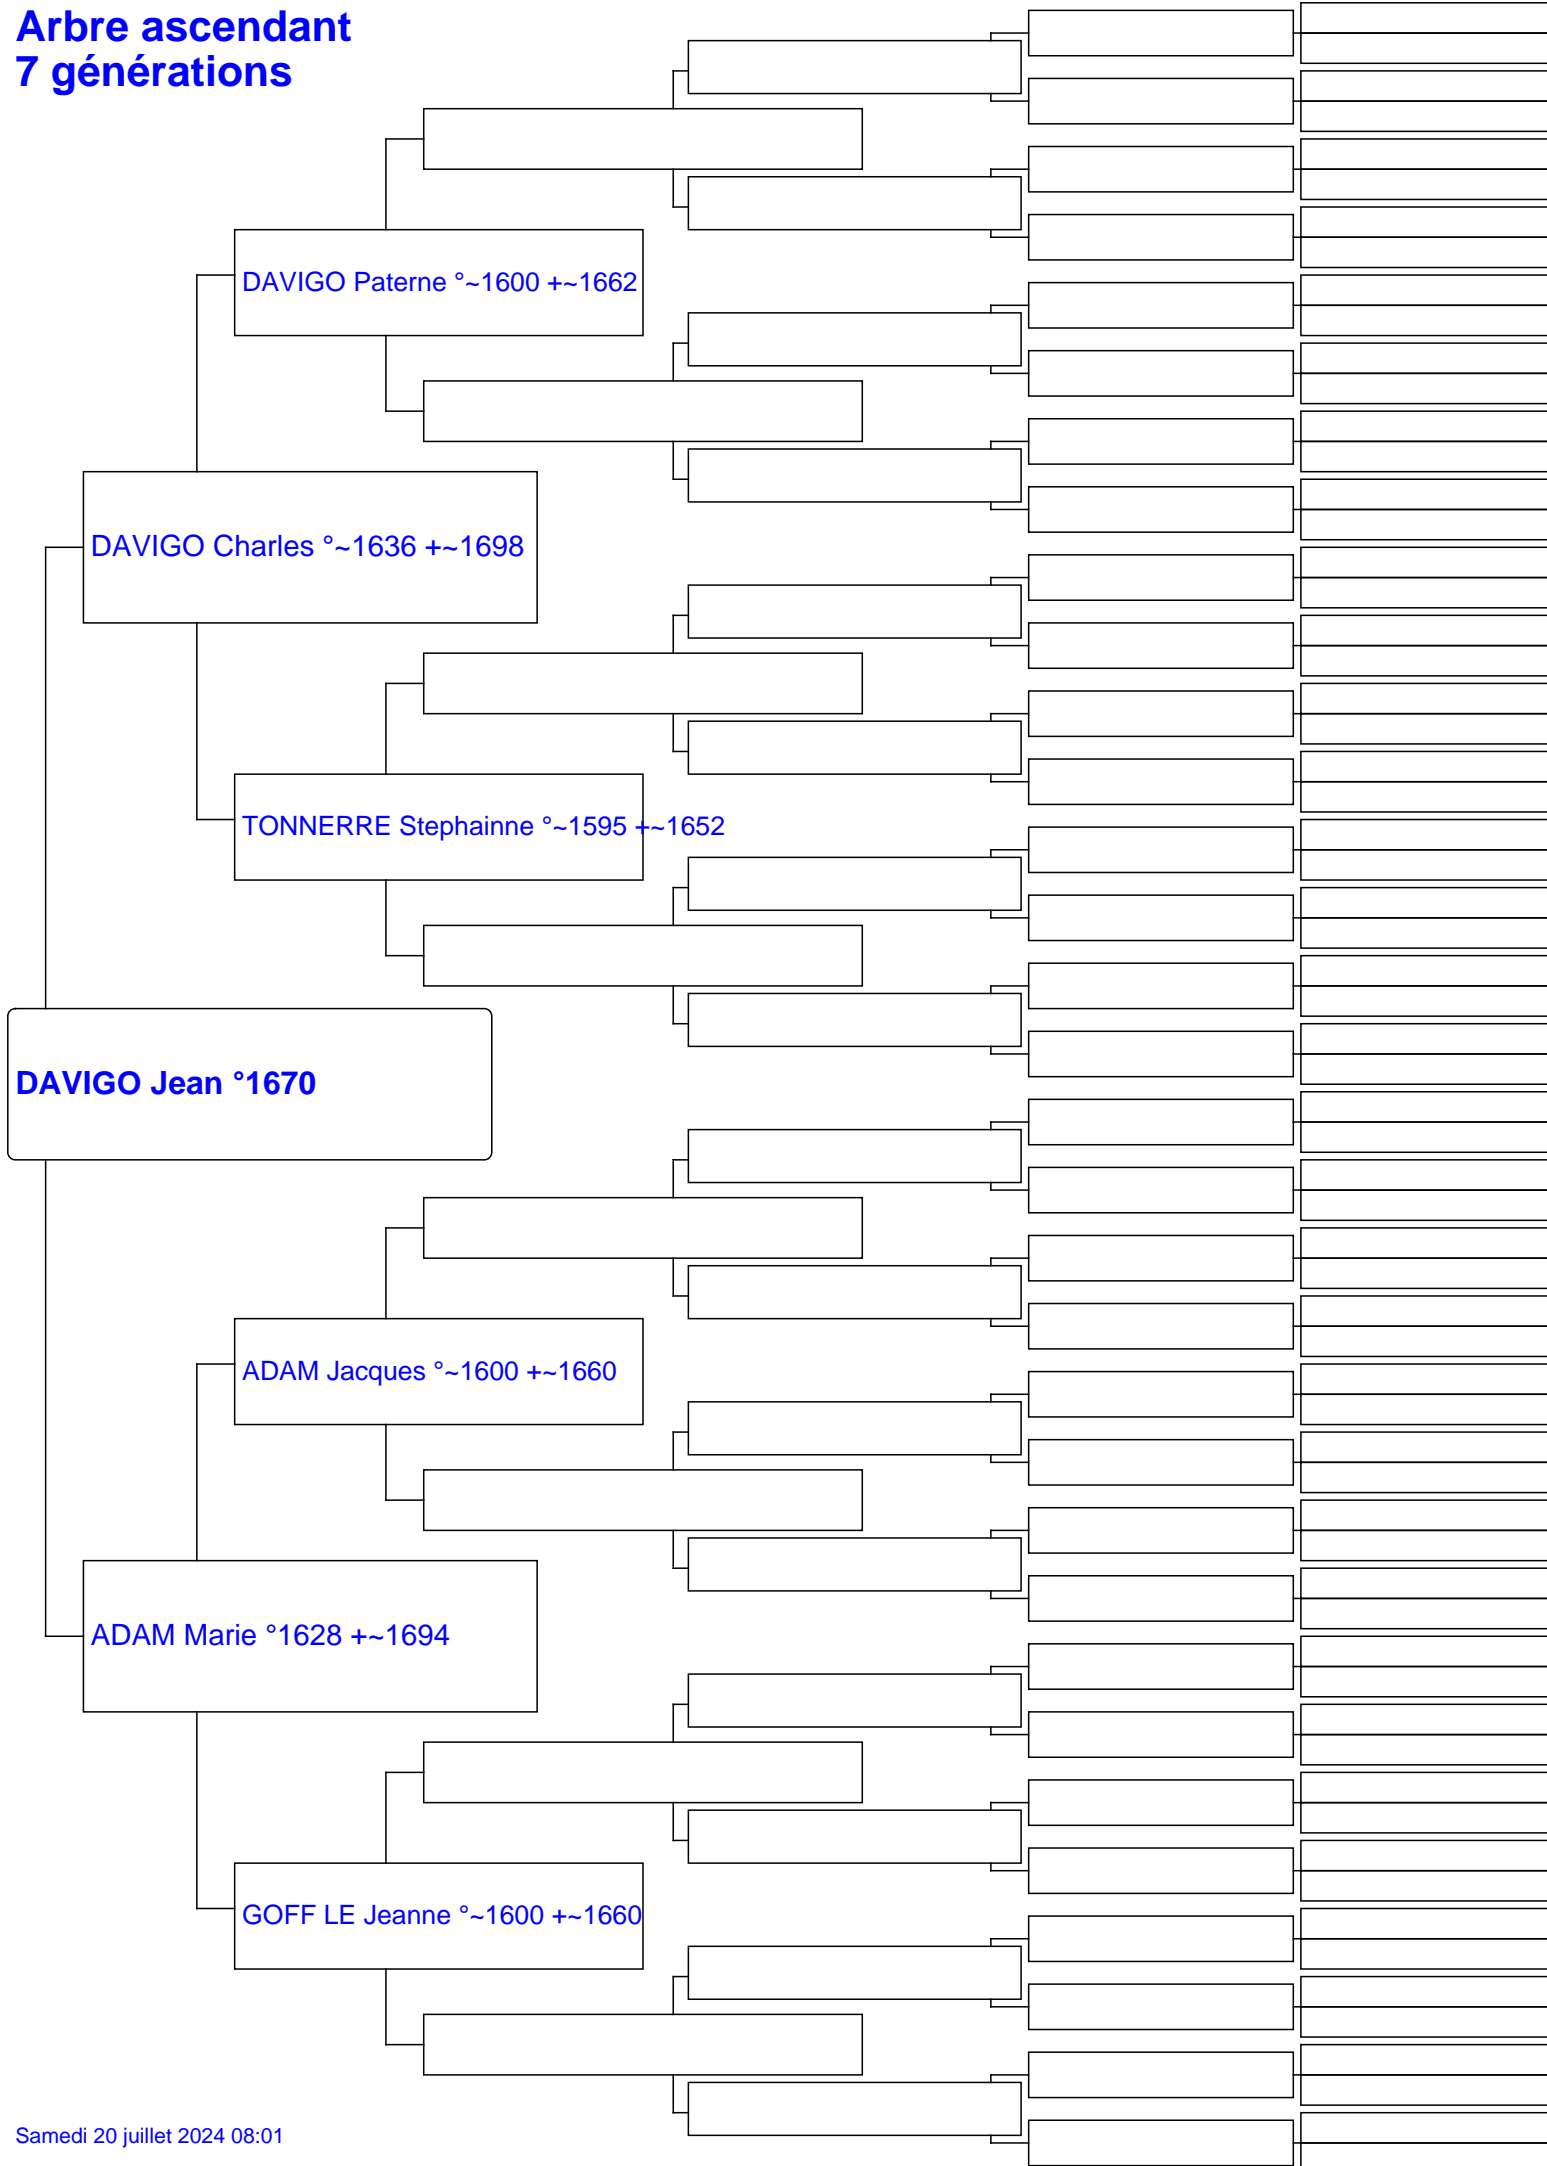 Arbre ascendant
7 générations
DAVIGO Paterne °~1600 +~1662
DAVIGO Charles °~1636 +~1698
TONNERRE Stephainne °~1595 +~1652
DAVIGO Jean °1670
ADAM Jacques °~1600 +~1660
ADAM Marie °1628 +~1694
GOFF LE Jeanne °~1600 +~1660
Samedi 20 juillet 2024 08:01